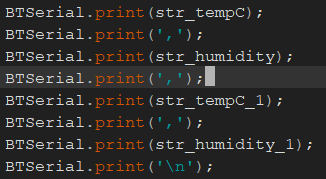 BTSerial.print(str_tempC);
BTSerial.print(',');
BTSerial.print(str_humidity);
BTSerial.print(',');
BTSerial.print(str_tempC_1);
BTSerial.print(',');
BTSerial.print(str_humidity_1);
BTSerial.print('\n');